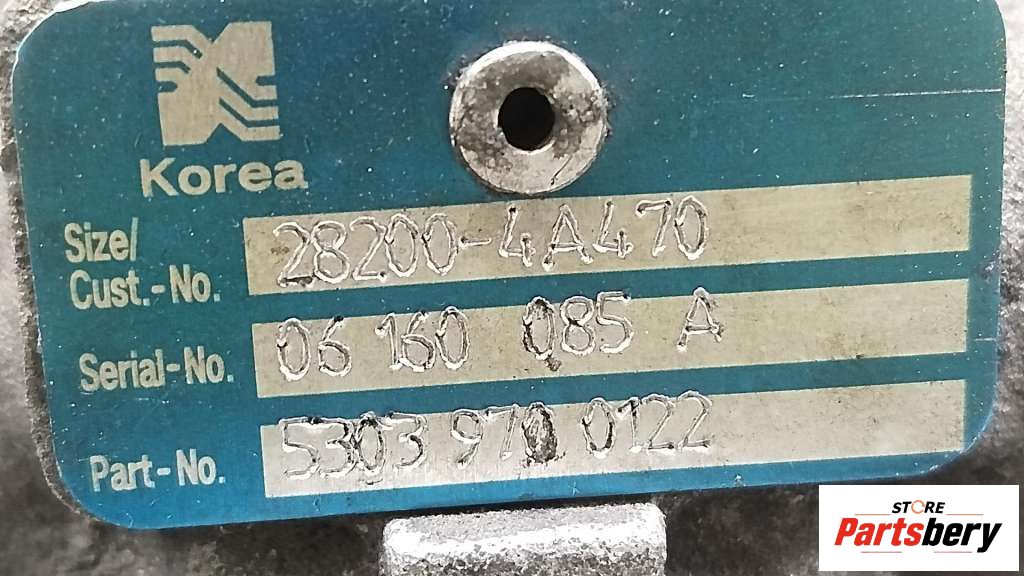 Korea
Size/
Cust.-No. 28200-4A470
Serial-No. 06 160 085 A
Part-No. 5303 970 0122
STORE
Partsbery